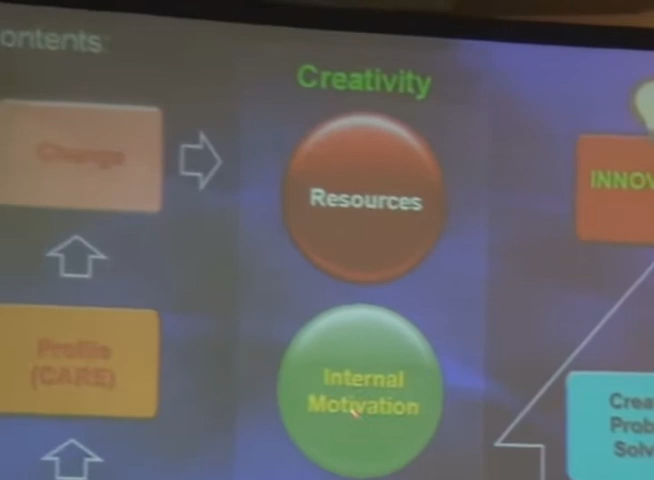 ontents:
Creativity
Change
Resources
INNOV
Profile
(CARE)
Internal
Motivation
Crea
Prob
Solv